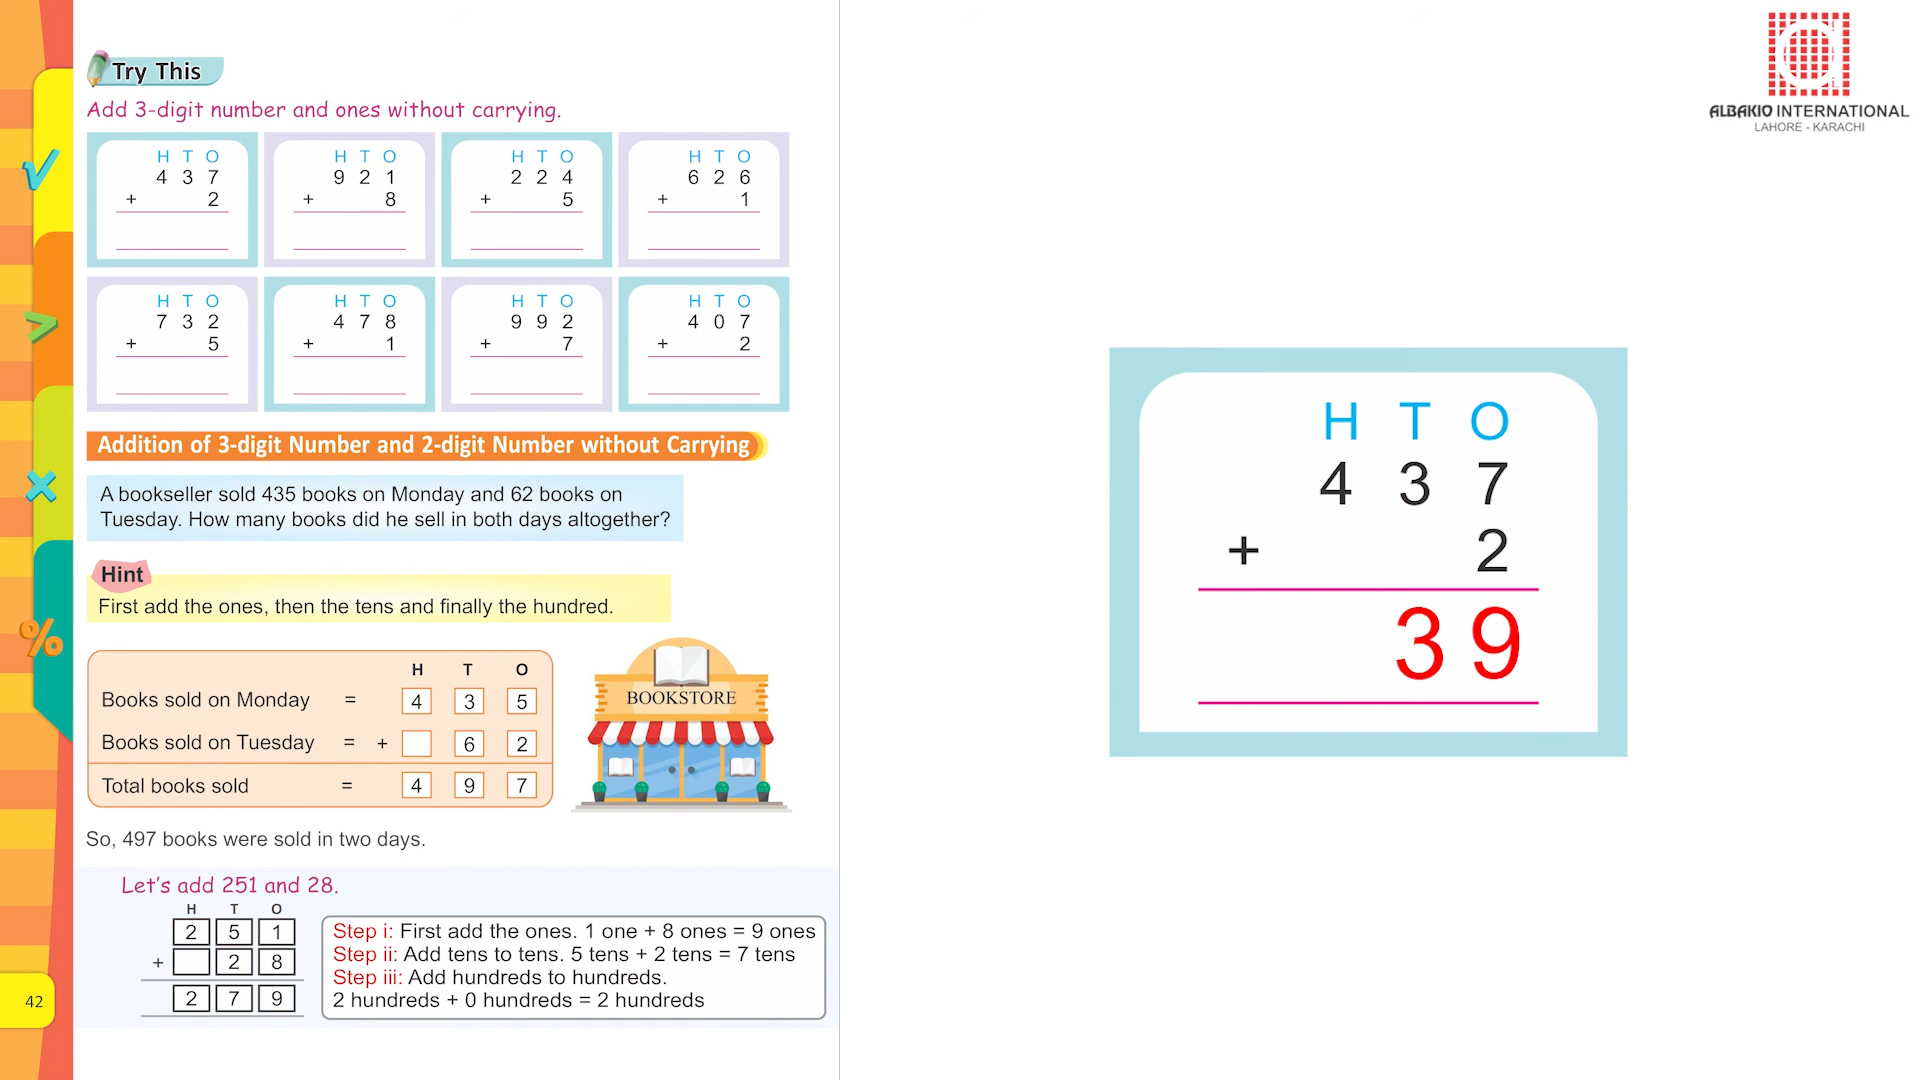 Try This
Add 3-digit number and ones without carrying.
H T O
4 3 7
+ 2
H T O
9 2 1
+ 8
H T O
2 2 4
+ 5
H T O
6 2 6
+ 1
H T O
7 3 2
+ 5
H T O
4 7 8
+ 1
H T O
9 9 2
+ 7
H T O
4 0 7
+ 2
Addition of 3-digit Number and 2-digit Number without Carrying
A bookseller sold 435 books on Monday and 62 books on
Tuesday. How many books did he sell in both days altogether?
Hint
First add the ones, then the tens and finally the hundred.
H T O
Books sold on Monday = 4 3 5
Books sold on Tuesday = + 6 2
Total books sold = 4 9 7
BOOKSTORE
So, 497 books were sold in two days.
Let's add 251 and 28.
H T O
2 5 1
+ 2 8
2 7 9
Step i: First add the ones. 1 one + 8 ones = 9 ones
Step ii: Add tens to tens. 5 tens + 2 tens = 7 tens
Step iii: Add hundreds to hundreds.
2 hundreds + 0 hundreds = 2 hundreds
42
√
>
×
%
ALBAKIO INTERNATIONAL
LAHORE - KARACHI
H T O
4 3 7
+ 2
3 9